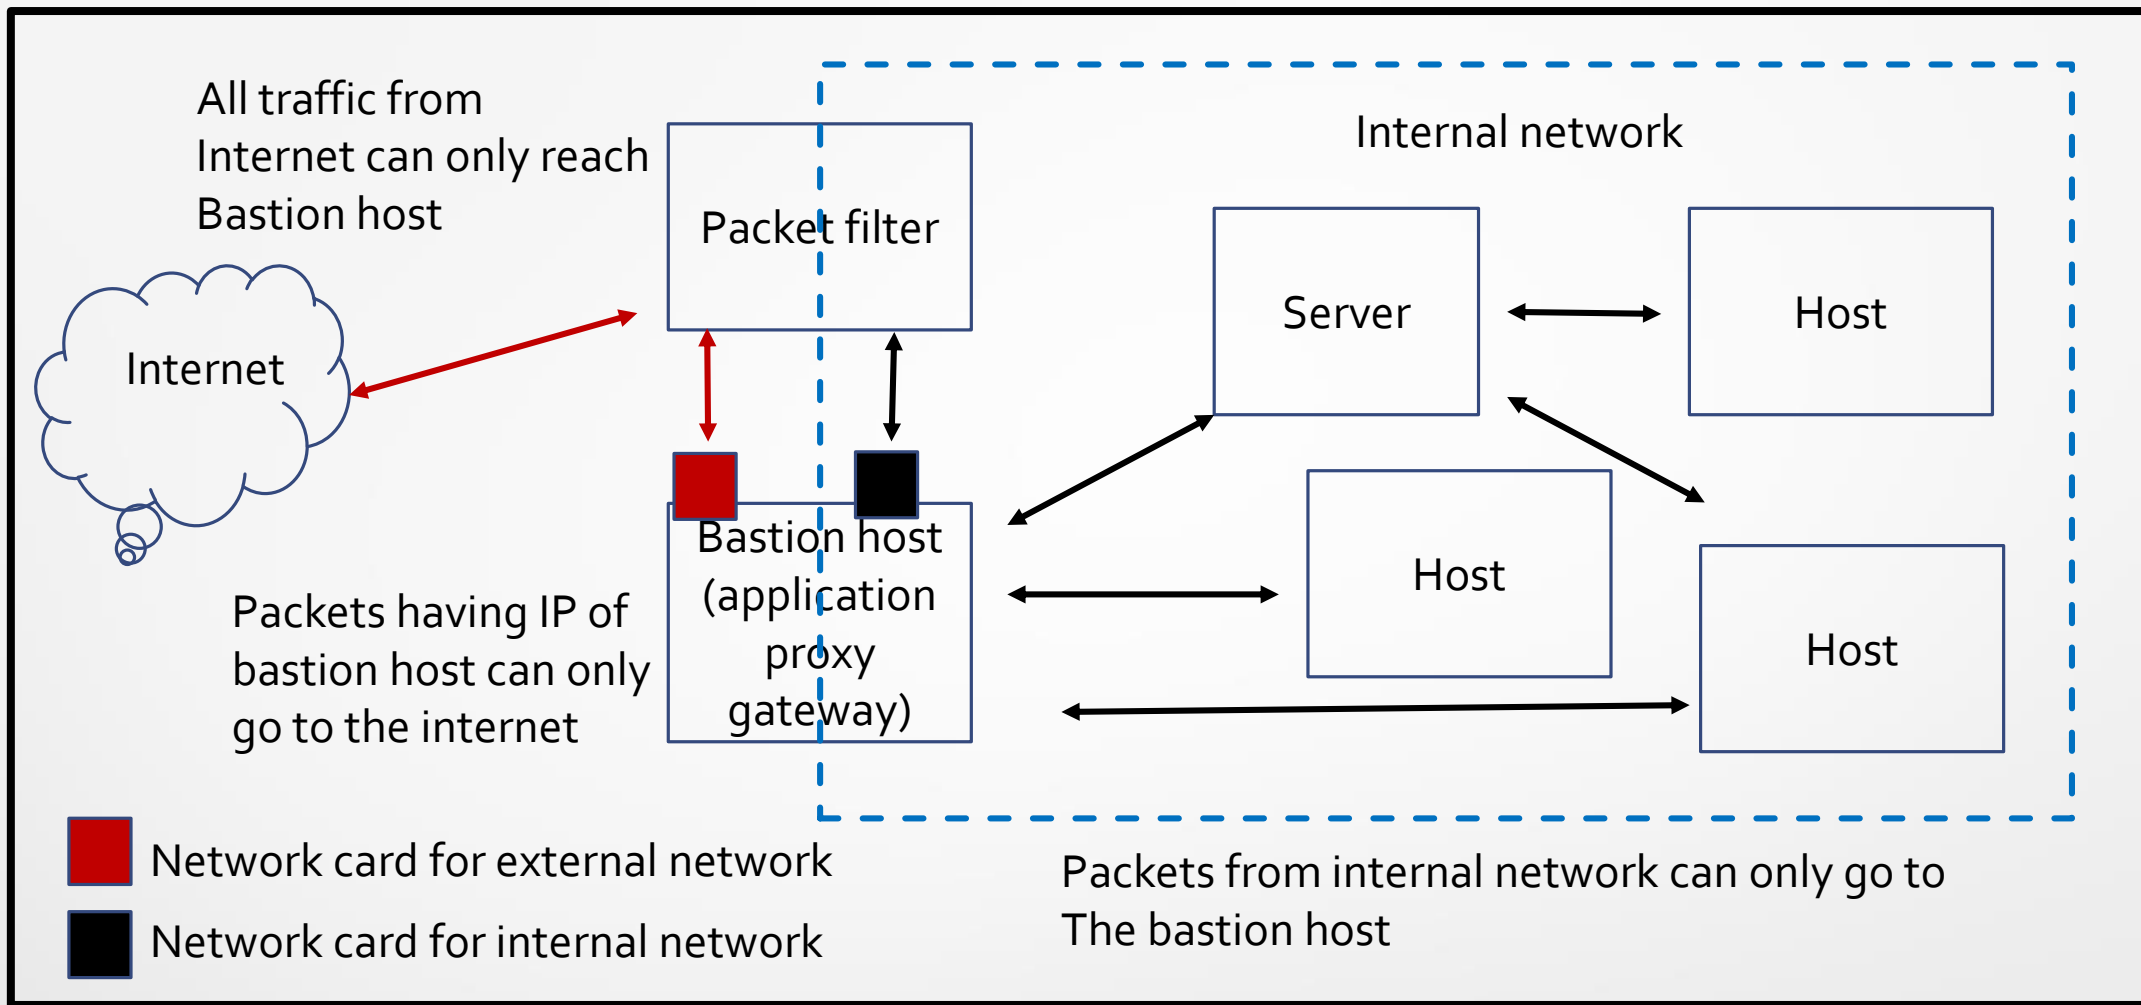 All traffic from
Internet can only reach
Bastion host
Internal network
Packet filter
Server
Host
Internet
Bastion host
(application
proxy
gateway)
Host
Host
Packets having IP of
bastion host can only
go to the internet
Network card for external network
Network card for internal network
Packets from internal network can only go to
The bastion host